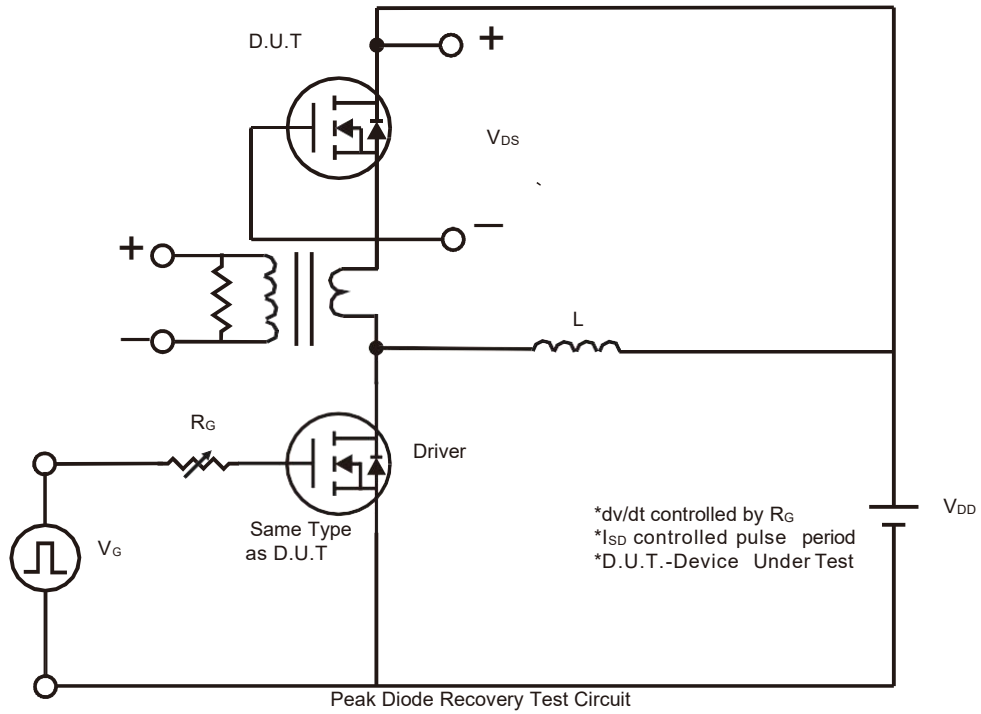 D.U.T
+
VDS
—
+
—
L
RG
Driver
Same Type
as D.U.T
VG
*dv/dt controlled by RG
*ISD controlled pulse period
*D.U.T.-Device Under Test
VDD
Peak Diode Recovery Test Circuit